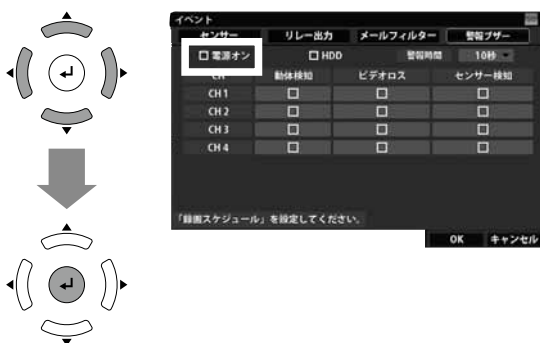 イベント
センサー リレー出力 メールフィルター 警報ブザー
電源オン HDD 警報時間 10秒
CH 動体検知 ビデオロス センサー検知
CH 1
CH 2
CH 3
CH 4
「録画スケジュール」を設定してください。
OK キャンセル